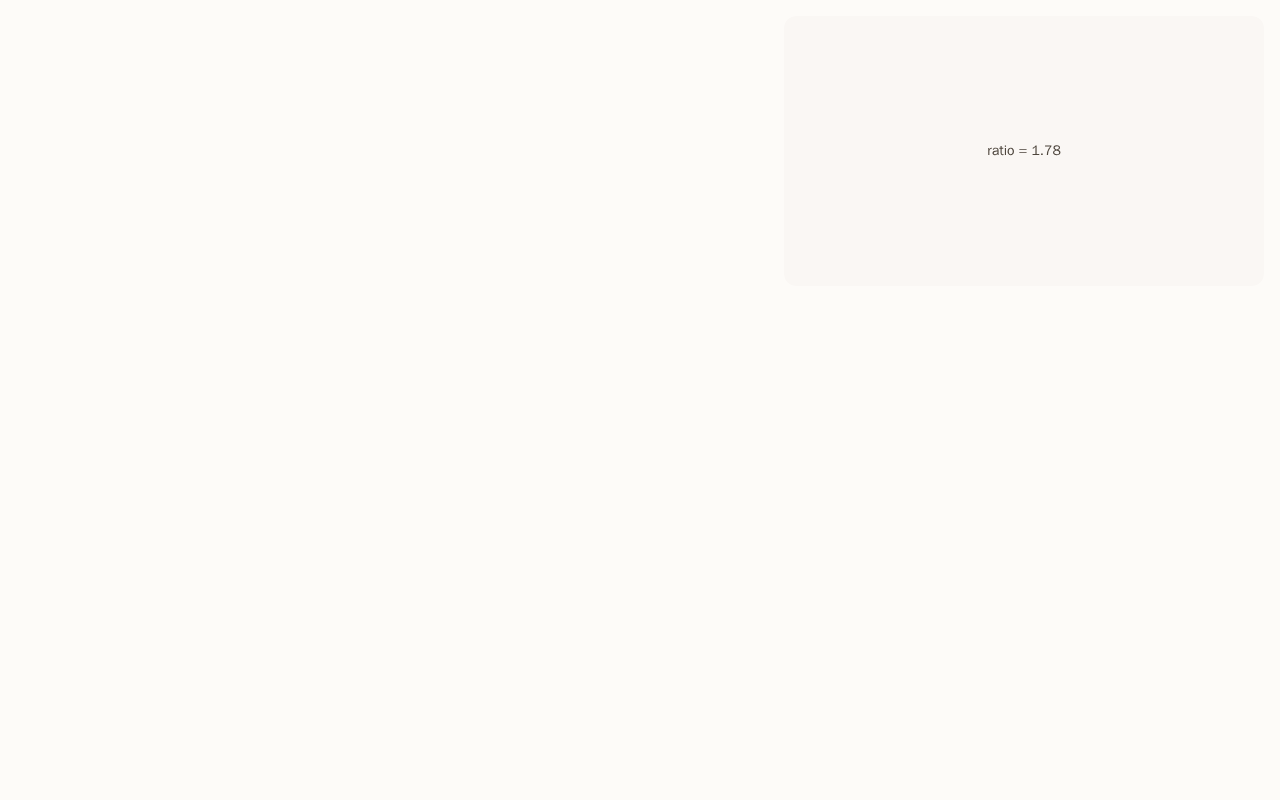 ratio = 1.78